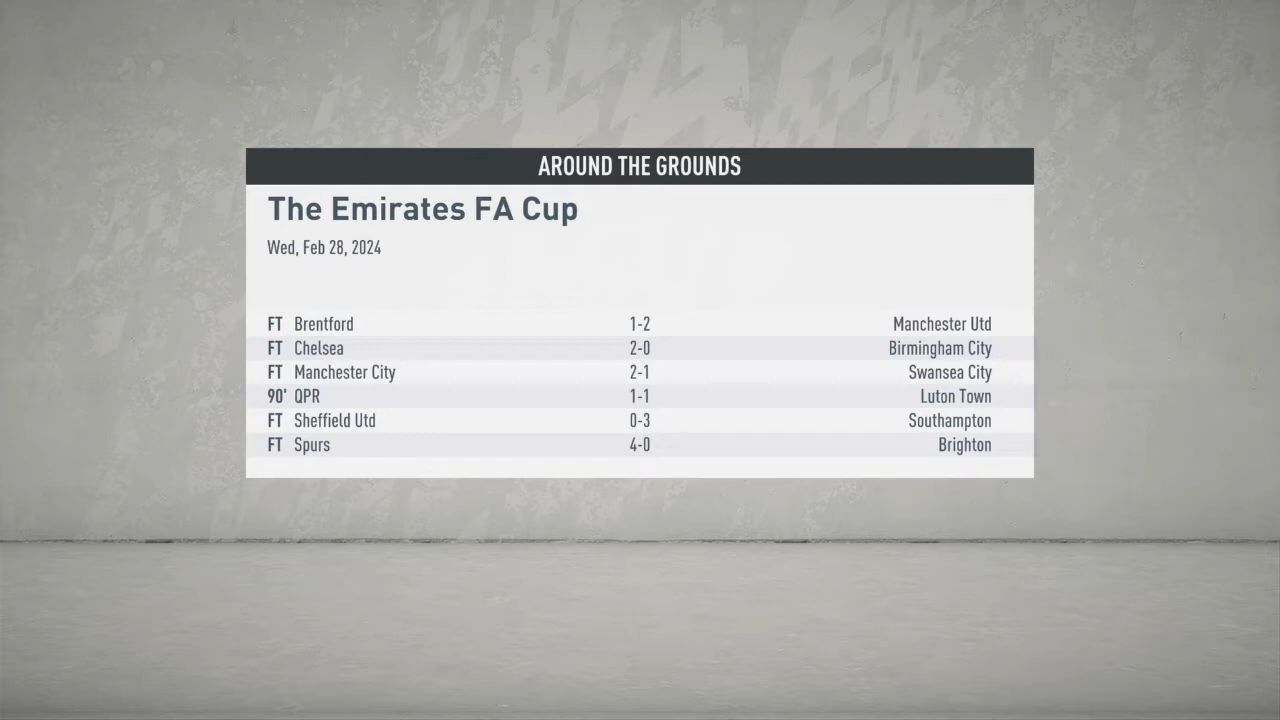 AROUND THE GROUNDS
The Emirates FA Cup
Wed, Feb 28, 2024
FT Brentford 1-2 Manchester Utd
FT Chelsea 2-0 Birmingham City
FT Manchester City 2-1 Swansea City
90' QPR 1-1 Luton Town
FT Sheffield Utd 0-3 Southampton
FT Spurs 4-0 Brighton